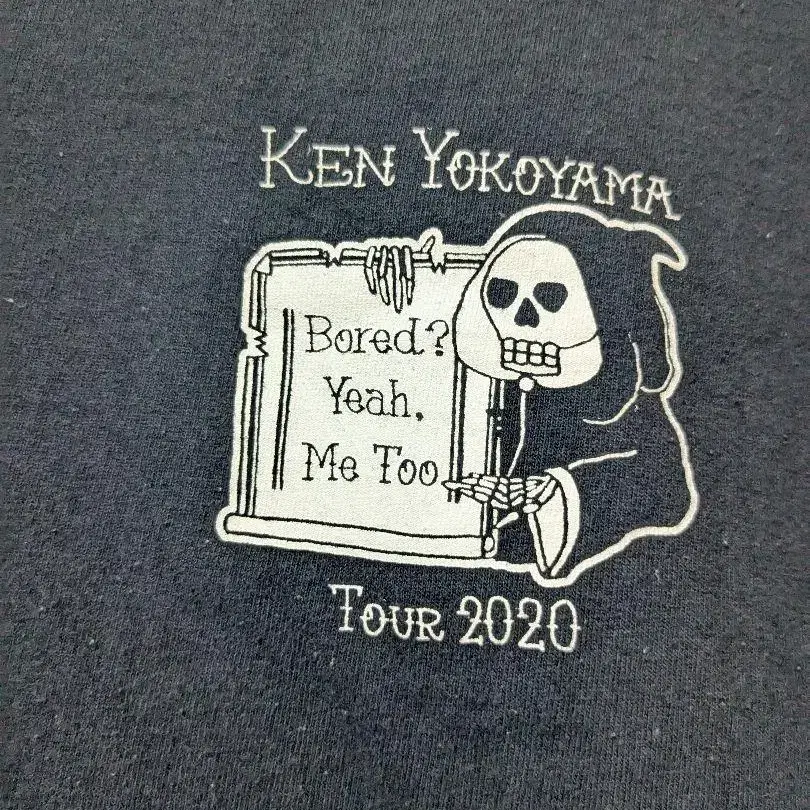 Ken Yokoyama
Bored?
Yeah,
Me Too
Tour 2020